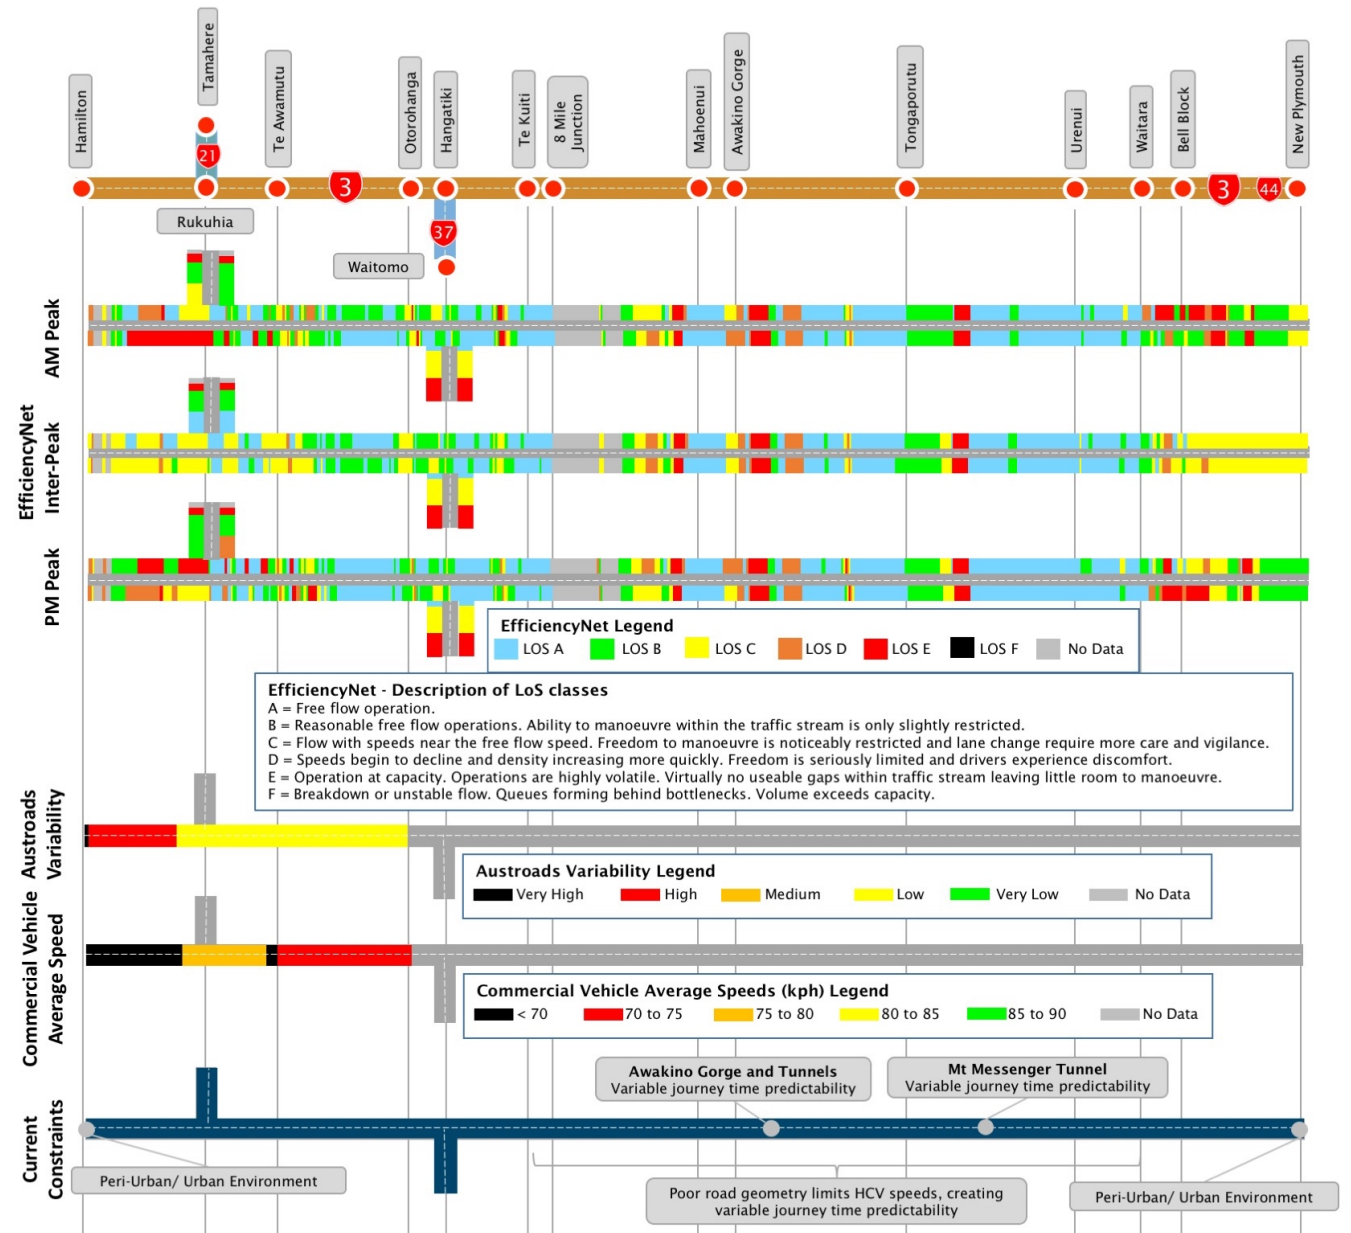 Hamilton
Tamahere
Te Awamutu
Otorohanga
Hangatiki
Te Kuiti
8 Mile
Junction
Mahoenui
Awakino Gorge
Tongaporutu
Urenui
Waitara
Bell Block
New Plymouth
21
3
3
44
Rukuhia
37
Waitomo
EfficiencyNet
AM Peak
Inter-Peak
PM Peak
EfficiencyNet Legend
LOS A
LOS B
LOS C
LOS D
LOS E
LOS F
No Data
EfficiencyNet - Description of LoS classes
A = Free flow operation.
B = Reasonable free flow operations. Ability to manoeuvre within the traffic stream is only slightly restricted.
C = Flow with speeds near the free flow speed. Freedom to manoeuvre is noticeably restricted and lane change require more care and vigilance.
D = Speeds begin to decline and density increasing more quickly. Freedom is seriously limited and drivers experience discomfort.
E = Operation at capacity. Operations are highly volatile. Virtually no useable gaps within traffic stream leaving little room to manoeuvre.
F = Breakdown or unstable flow. Queues forming behind bottlenecks. Volume exceeds capacity.
Austroads
Variability
Austroads Variability Legend
Very High
High
Medium
Low
Very Low
No Data
Commercial Vehicle
Average Speed
Commercial Vehicle Average Speeds (kph) Legend
< 70
70 to 75
75 to 80
80 to 85
85 to 90
No Data
Current
Constraints
Awakino Gorge and Tunnels
Variable journey time predictability
Mt Messenger Tunnel
Variable journey time predictability
Peri-Urban/ Urban Environment
Poor road geometry limits HCV speeds, creating
variable journey time predictability
Peri-Urban/ Urban Environment